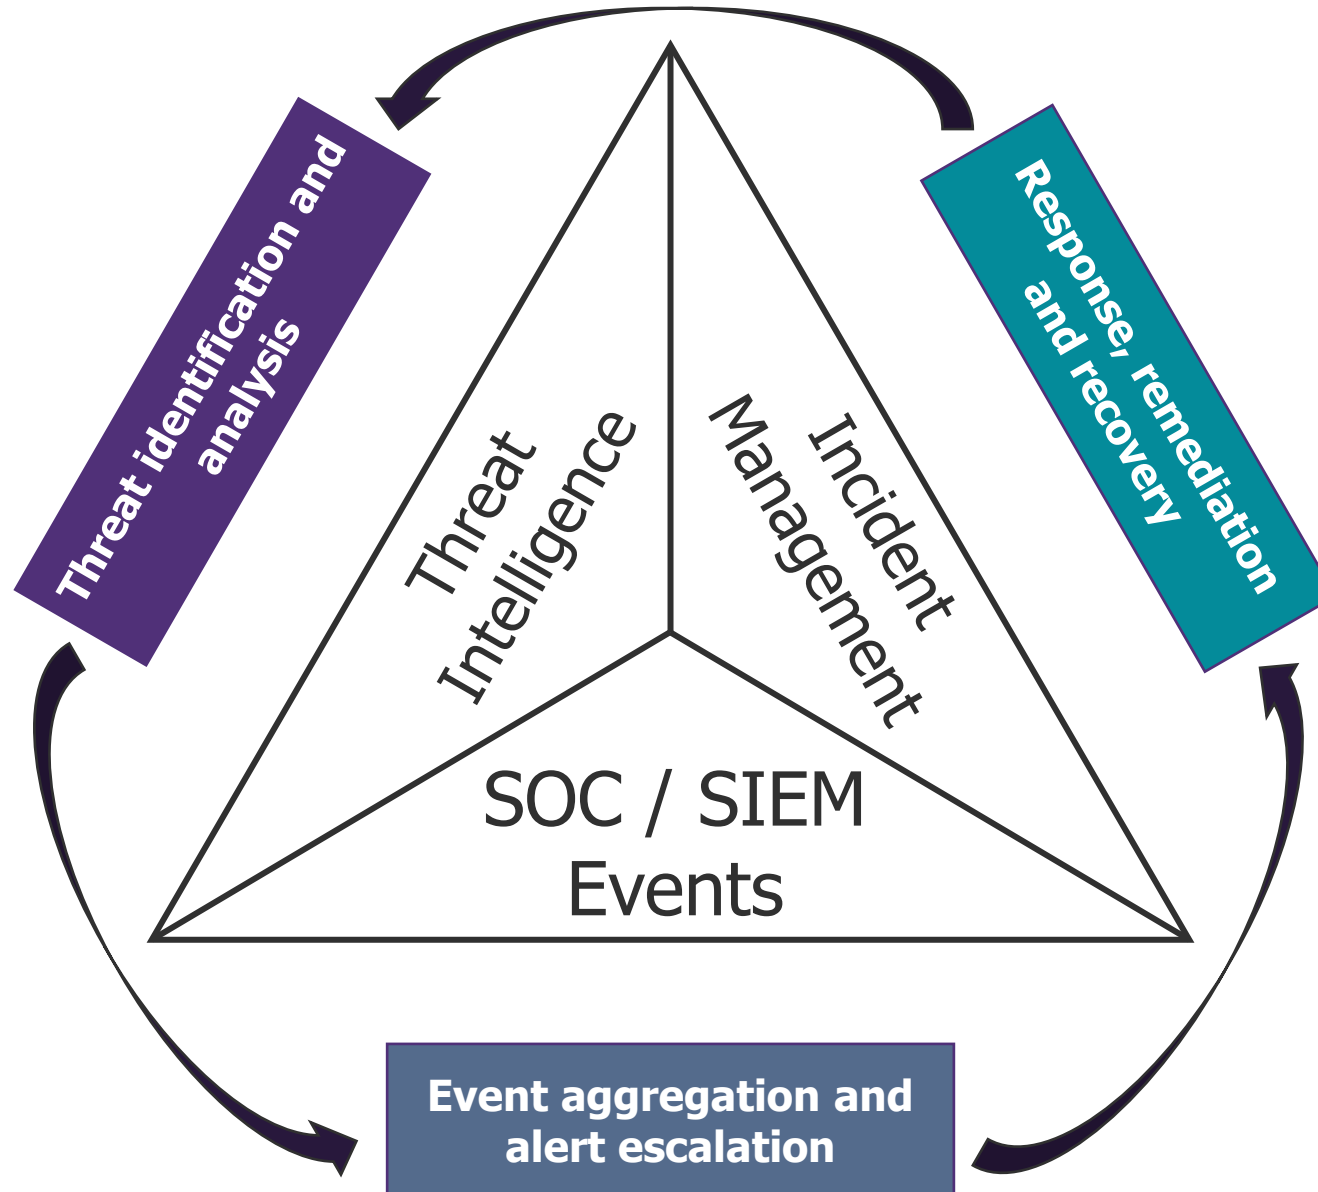 Threat identification and
analysis
Response, remediation
and recovery
Threat
Intelligence
Incident
Management
SOC / SIEM
Events
Event aggregation and
alert escalation